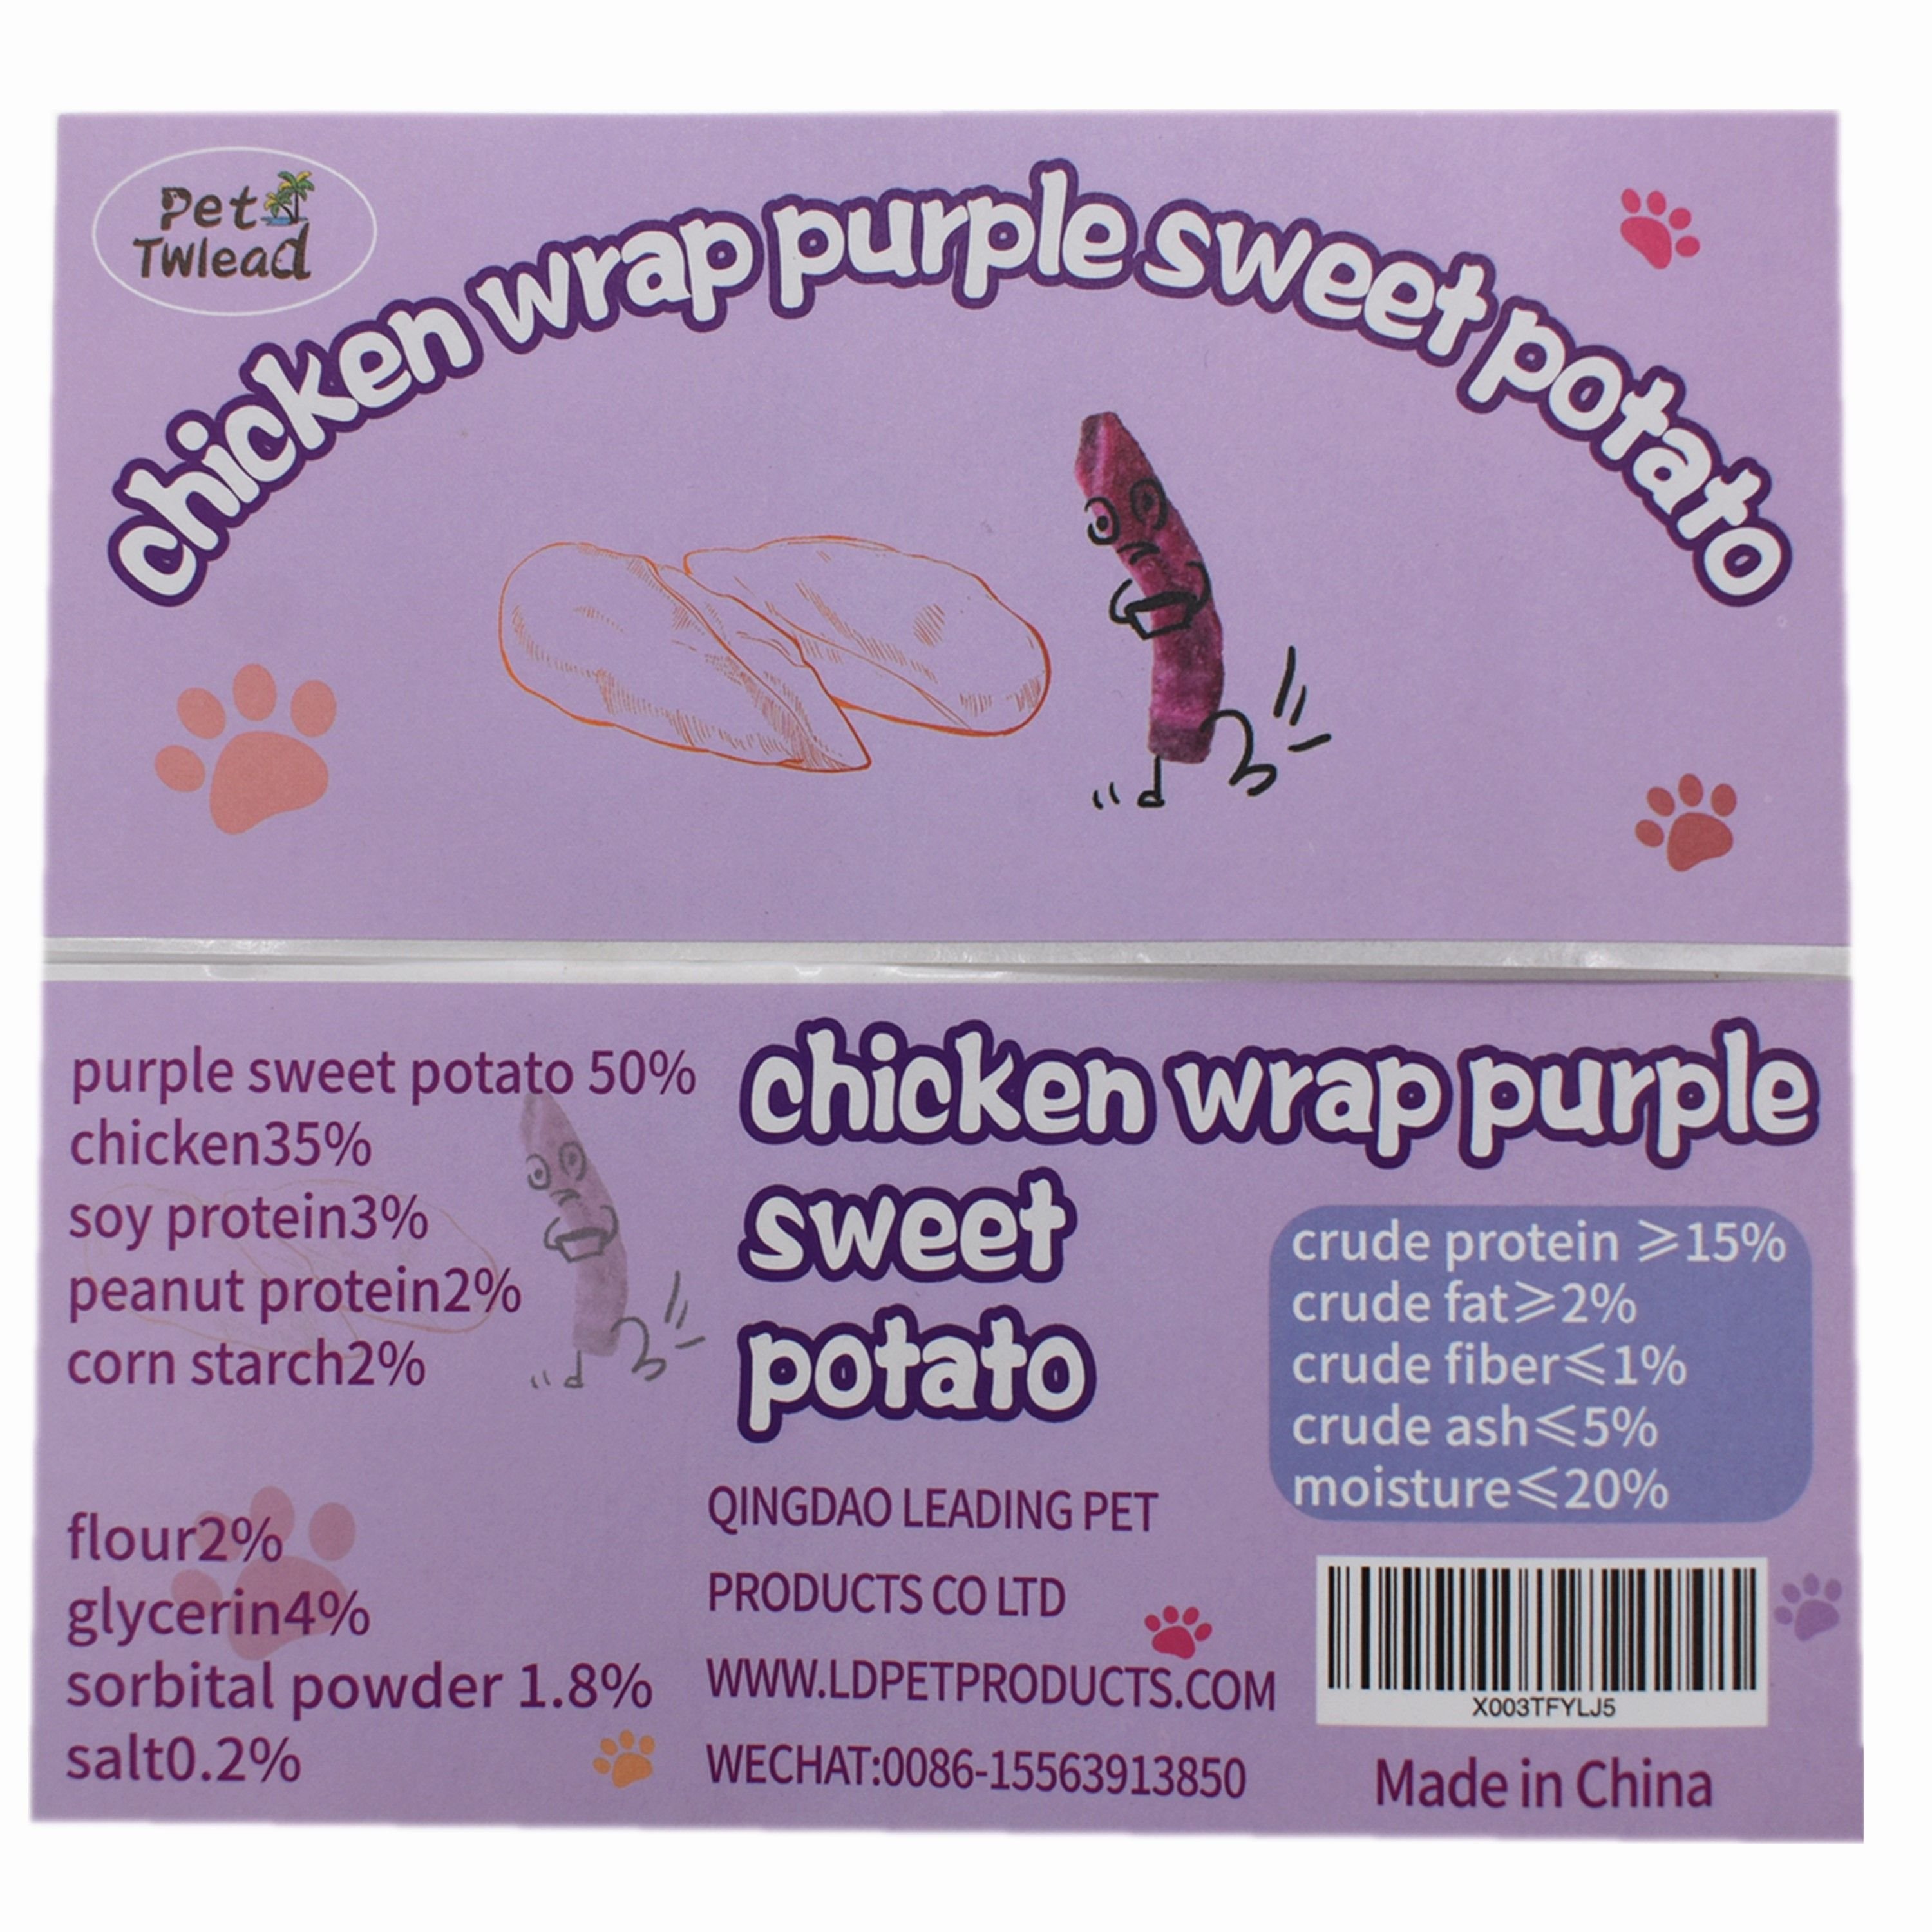 Pet
TWlead
chicken wrap purple sweet potato
purple sweet potato 50%
chicken35%
soy protein3%
peanut protein2%
corn starch2%
flour2%
glycerin4%
sorbital powder 1.8%
salt0.2%
chicken wrap purple
sweet
potato
crude protein ⩾15%
crude fat⩾2%
crude fiber⩽1%
crude ash⩽5%
moisture⩽20%
QINGDAO LEADING PET
PRODUCTS CO LTD
WWW.LDPETPRODUCTS.COM
WECHAT:0086-15563913850
X003TFYLJ5
Made in China